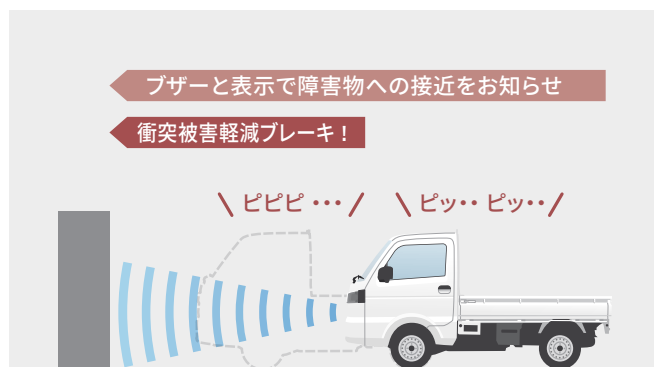 ブザーと表示で障害物への接近をお知らせ
衝突被害軽減ブレーキ！
ピピピ・・・
ピッ・・ピッ・・